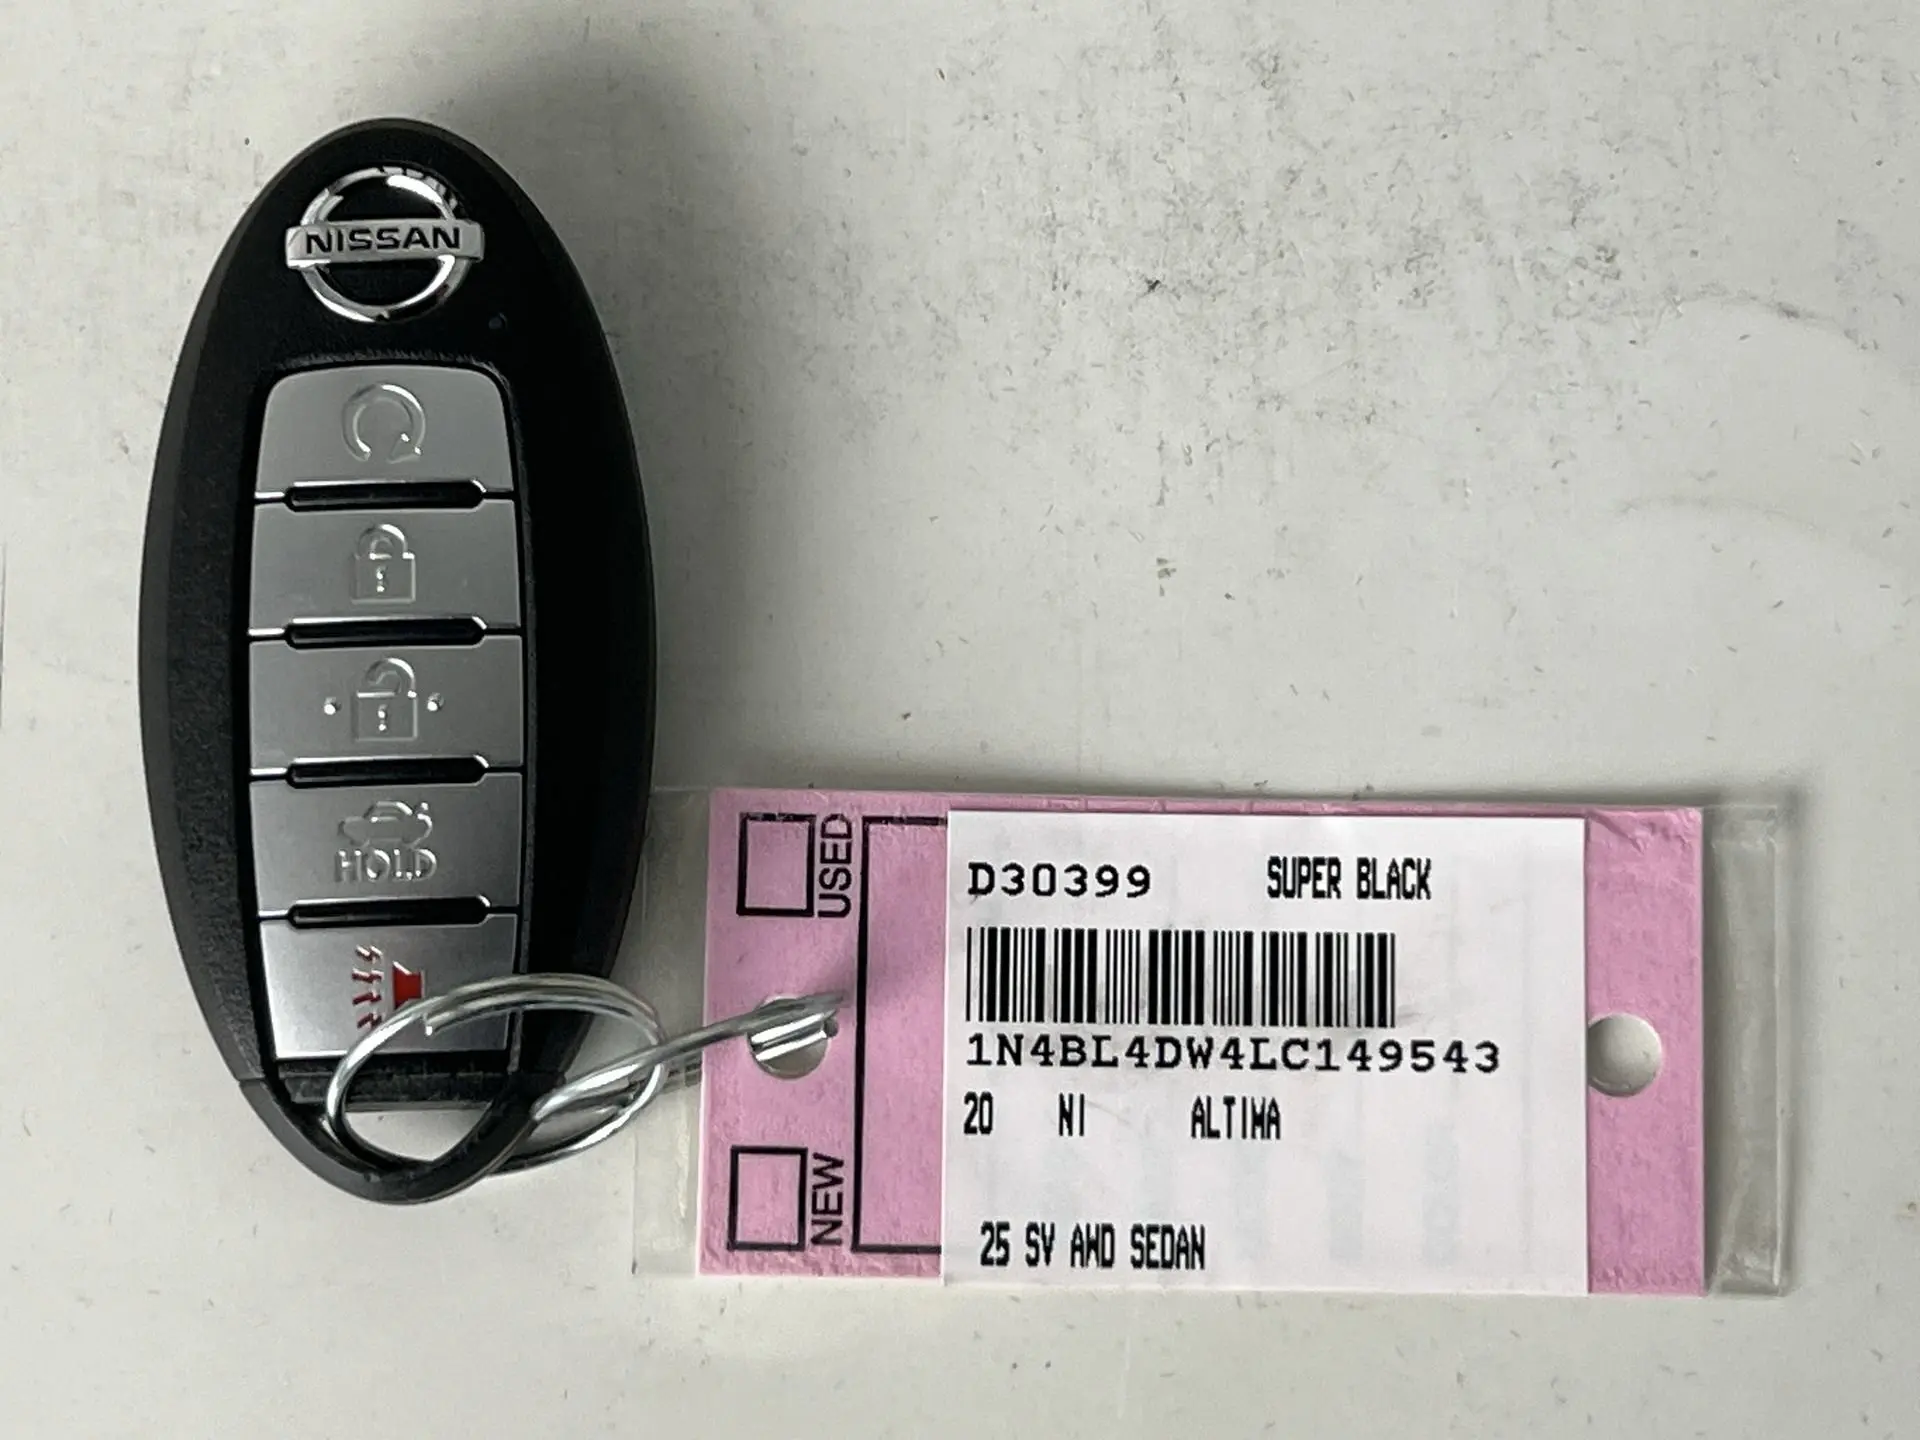 NISSAN
HOLD
USED
NEW
D30399 SUPER BLACK
1N4BL4DW4LC149543
20 NI ALTIMA
25 SV AWD SEDAN